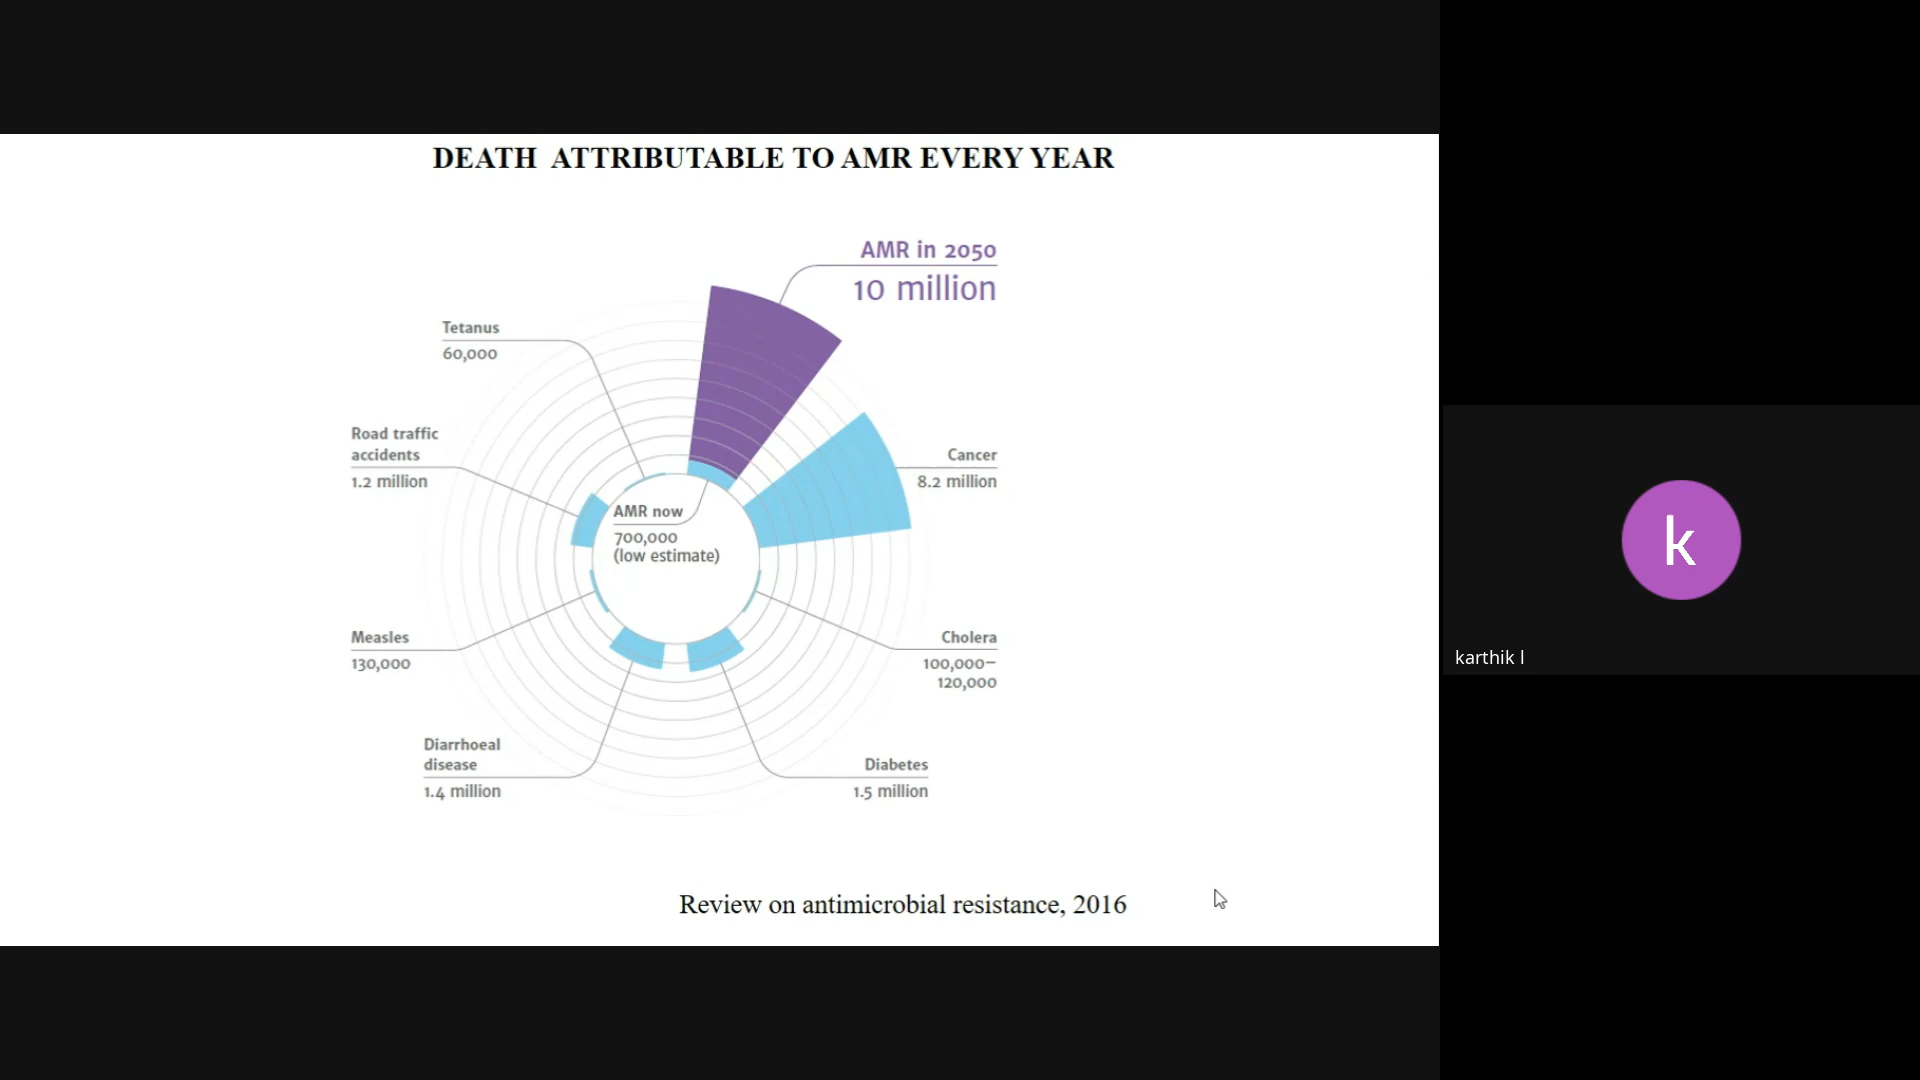 DEATH ATTRIBUTABLE TO AMR EVERY YEAR
AMR in 2050
10 million
Tetanus
60,000
Road traffic
accidents
1.2 million
Cancer
8.2 million
AMR now
700,000
(low estimate)
Measles
130,000
Cholera
100,000–
120,000
Diarrhoeal
disease
1.4 million
Diabetes
1.5 million
Review on antimicrobial resistance, 2016
k
karthik l